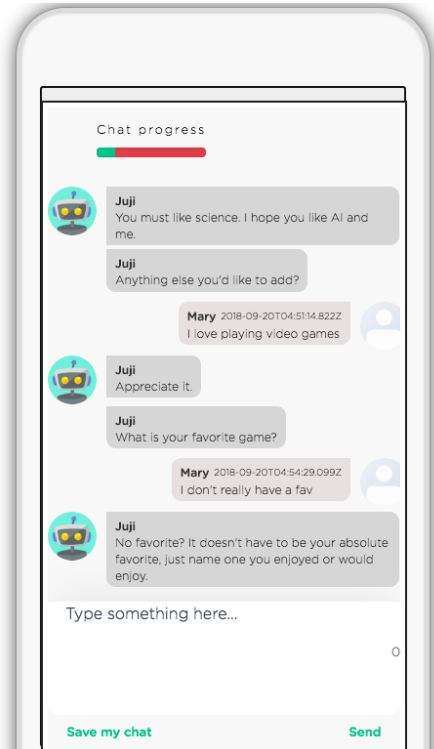 Chat progress
Juji
You must like science. I hope you like AI and
me.
Juji
Anything else you'd like to add?
Mary 2018-09-20T04:51:14.822Z
I love playing video games
Juji
Appreciate it.
Juji
What is your favorite game?
Mary 2018-09-20T04:54:29.099Z
I don't really have a fav
Juji
No favorite? It doesn't have to be your absolute
favorite, just name one you enjoyed or would
enjoy.
Type something here...
0
Save my chat
Send